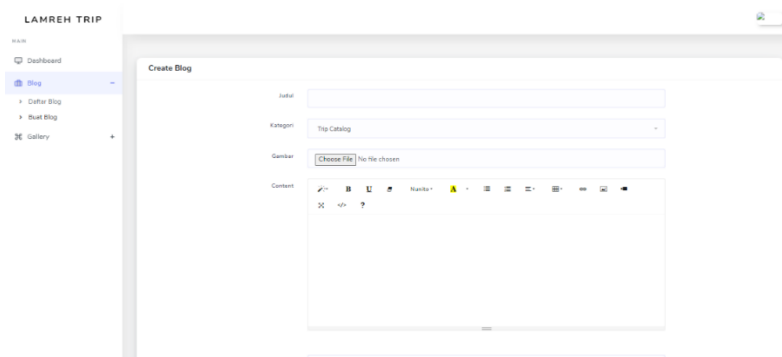 LAMREH TRIP
MAIN
Dashboard
Blog
Daftar Blog
Buat Blog
Gallery
Create Blog
Judul
Kategori
Trip Catalog
Gambar
Choose File No file chosen
Content
B U Nunito A
</> ?